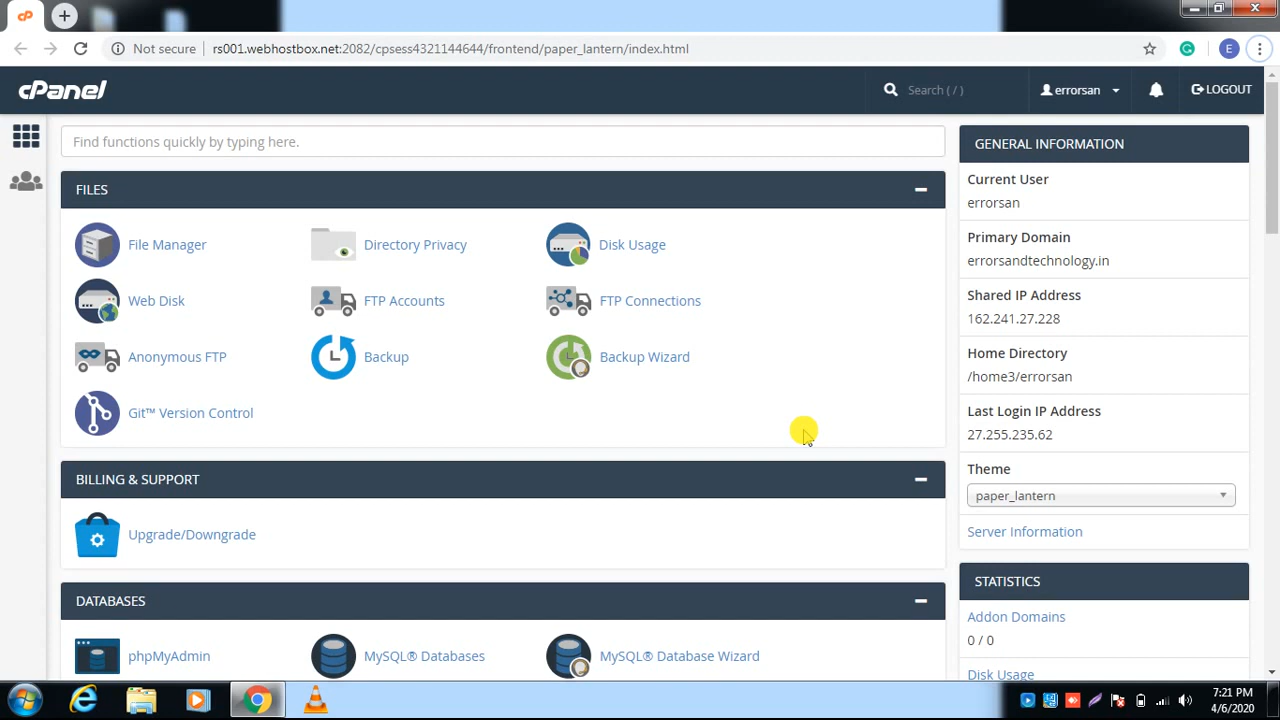 Not secure
rs001.webhostbox.net:2082/cpsess4321144644/frontend/paper_lantern/index.html
E
cPanel
Search ( / )
errorsan
LOGOUT
Find functions quickly by typing here.
FILES
File Manager
Directory Privacy
Disk Usage
Web Disk
FTP Accounts
FTP Connections
Anonymous FTP
Backup
Backup Wizard
Git™ Version Control
BILLING & SUPPORT
Upgrade/Downgrade
DATABASES
phpMyAdmin
MySQL® Databases
MySQL® Database Wizard
GENERAL INFORMATION
Current User
errorsan
Primary Domain
errorsandtechnology.in
Shared IP Address
162.241.27.228
Home Directory
/home3/errorsan
Last Login IP Address
27.255.235.62
Theme
paper_lantern
Server Information
STATISTICS
Addon Domains
0 / 0
Disk Usage
7:21 PM
4/6/2020